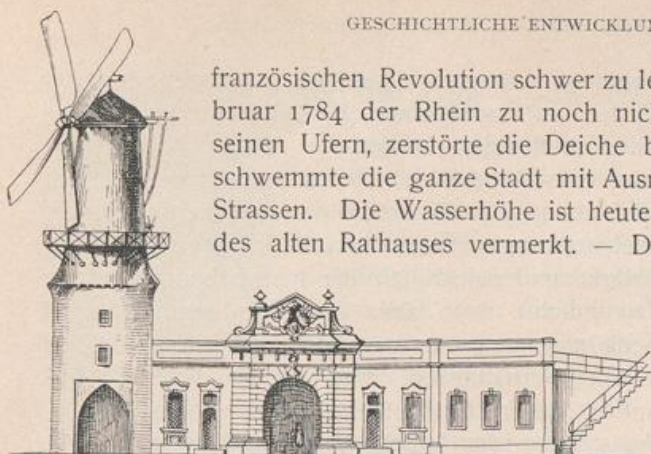 GESCHICHTLICHE ENTWICKLUN
französischen Revolution schwer zu le
bruar 1784 der Rhein zu noch nic
seinen Ufern, zerstörte die Deiche b
schwemmte die ganze Stadt mit Ausn
Strassen. Die Wasserhöhe ist heute
des alten Rathauses vermerkt. — D